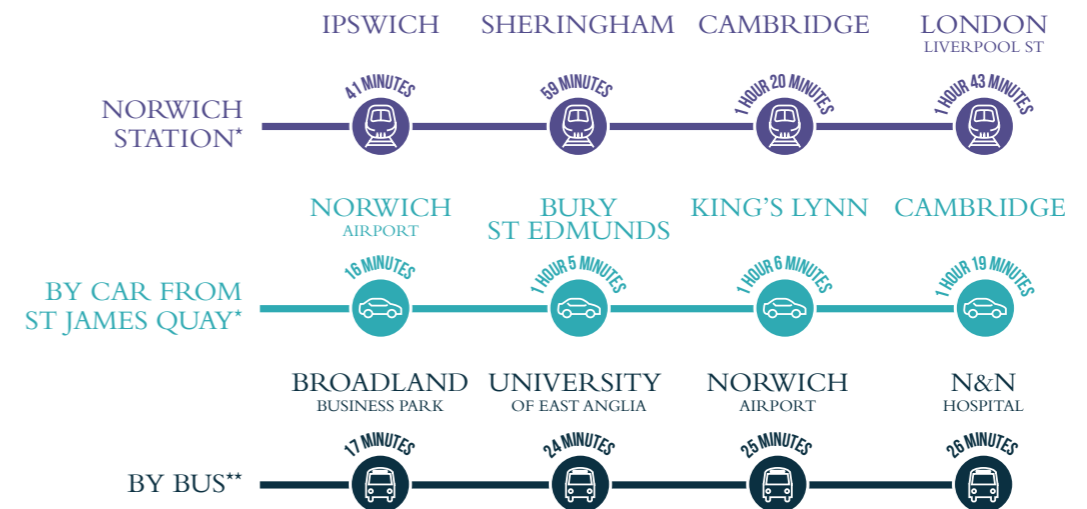 IPSWICH
SHERINGHAM
CAMBRIDGE
LONDON
LIVERPOOL ST
41 MINUTES
59 MINUTES
1 HOUR 20 MINUTES
1 HOUR 43 MINUTES
NORWICH
STATION*
NORWICH
AIRPORT
BURY
ST EDMUNDS
KING'S LYNN
CAMBRIDGE
16 MINUTES
1 HOUR 5 MINUTES
1 HOUR 6 MINUTES
1 HOUR 19 MINUTES
BY CAR FROM
ST JAMES QUAY*
BROADLAND
BUSINESS PARK
UNIVERSITY
OF EAST ANGLIA
NORWICH
AIRPORT
N&N
HOSPITAL
17 MINUTES
24 MINUTES
25 MINUTES
26 MINUTES
BY BUS**